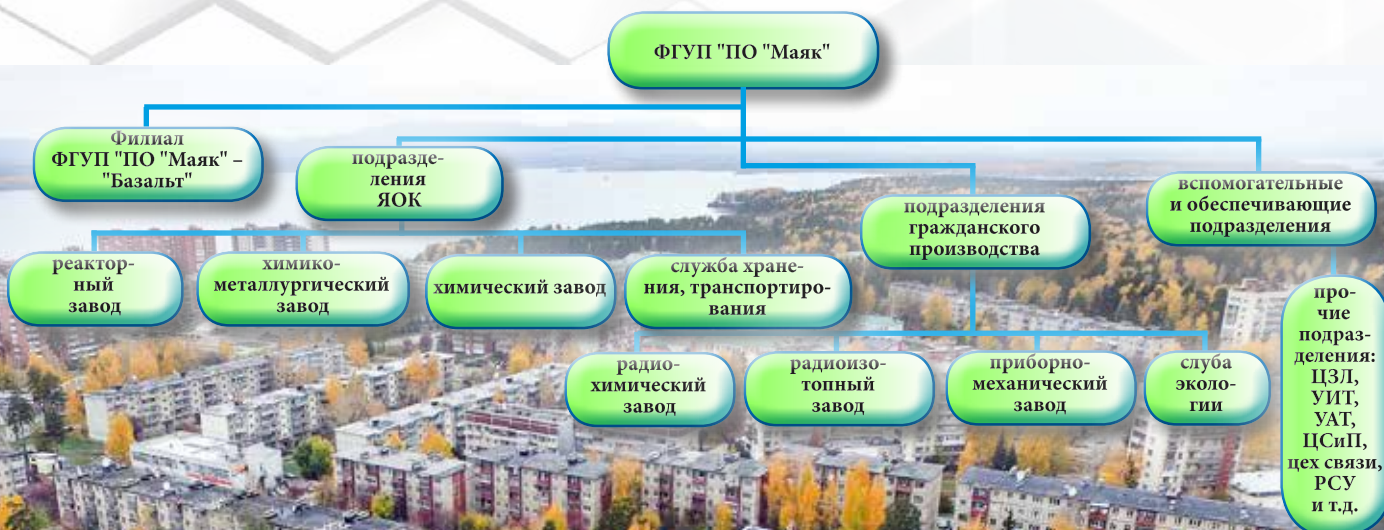 ФГУП "ПО "Маяк"
Филиал
ФГУП "ПО "Маяк" –
"Базальт"
подразде-
ления
ЯОК
подразделения
гражданского
производства
вспомогательные
и обеспечивающие
подразделения
реактор-
ный
завод
химико-
металлургический
завод
химический завод
служба хране-
ния, транспортиро-
вания
радио-
химический
завод
радиоизо-
топный
завод
приборно-
механический
завод
слуба
эколо-
гии
про-
чие
подраз-
деления:
ЦЗЛ,
УИТ,
УАТ,
ЦСиП,
цех связи,
РСУ
и т.д.